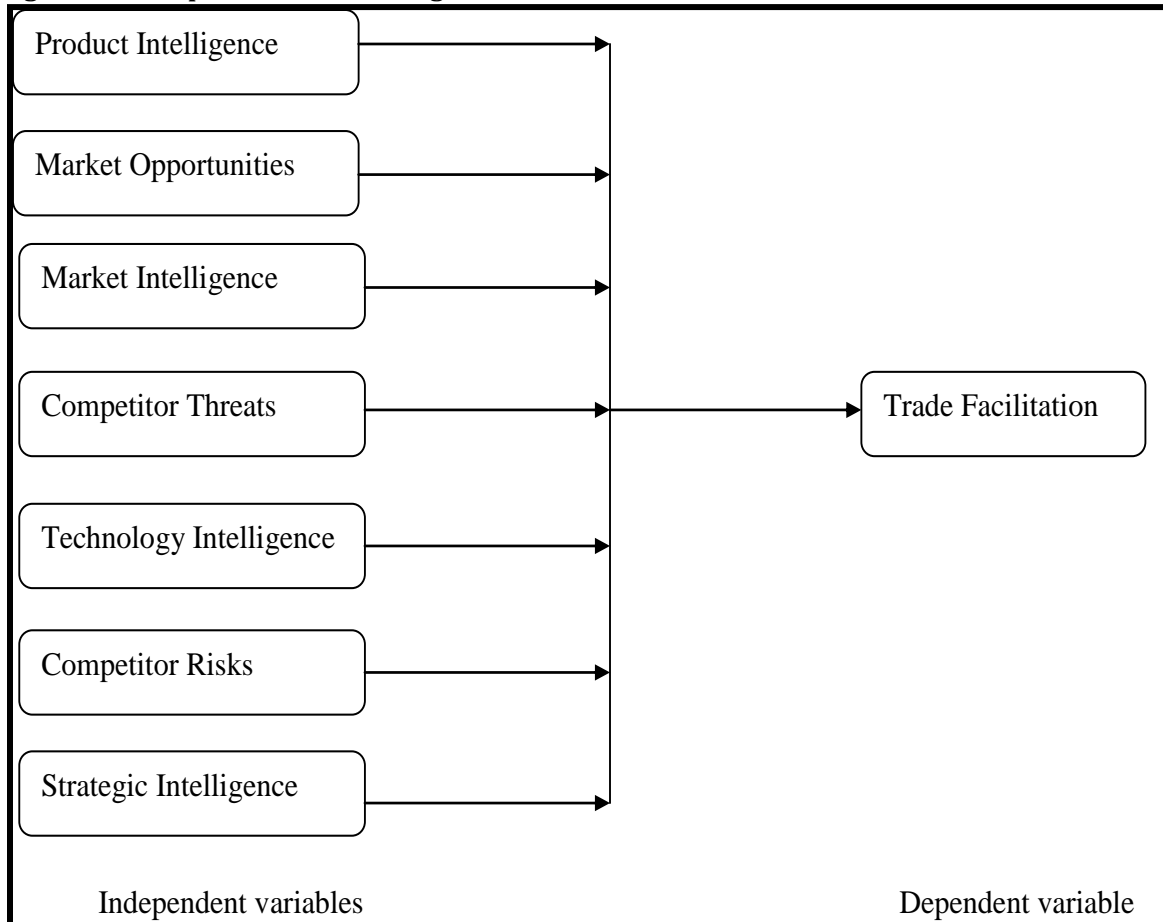 Product Intelligence
Market Opportunities
Market Intelligence
Competitor Threats
Trade Facilitation
Technology Intelligence
Competitor Risks
Strategic Intelligence
Independent variables
Dependent variable